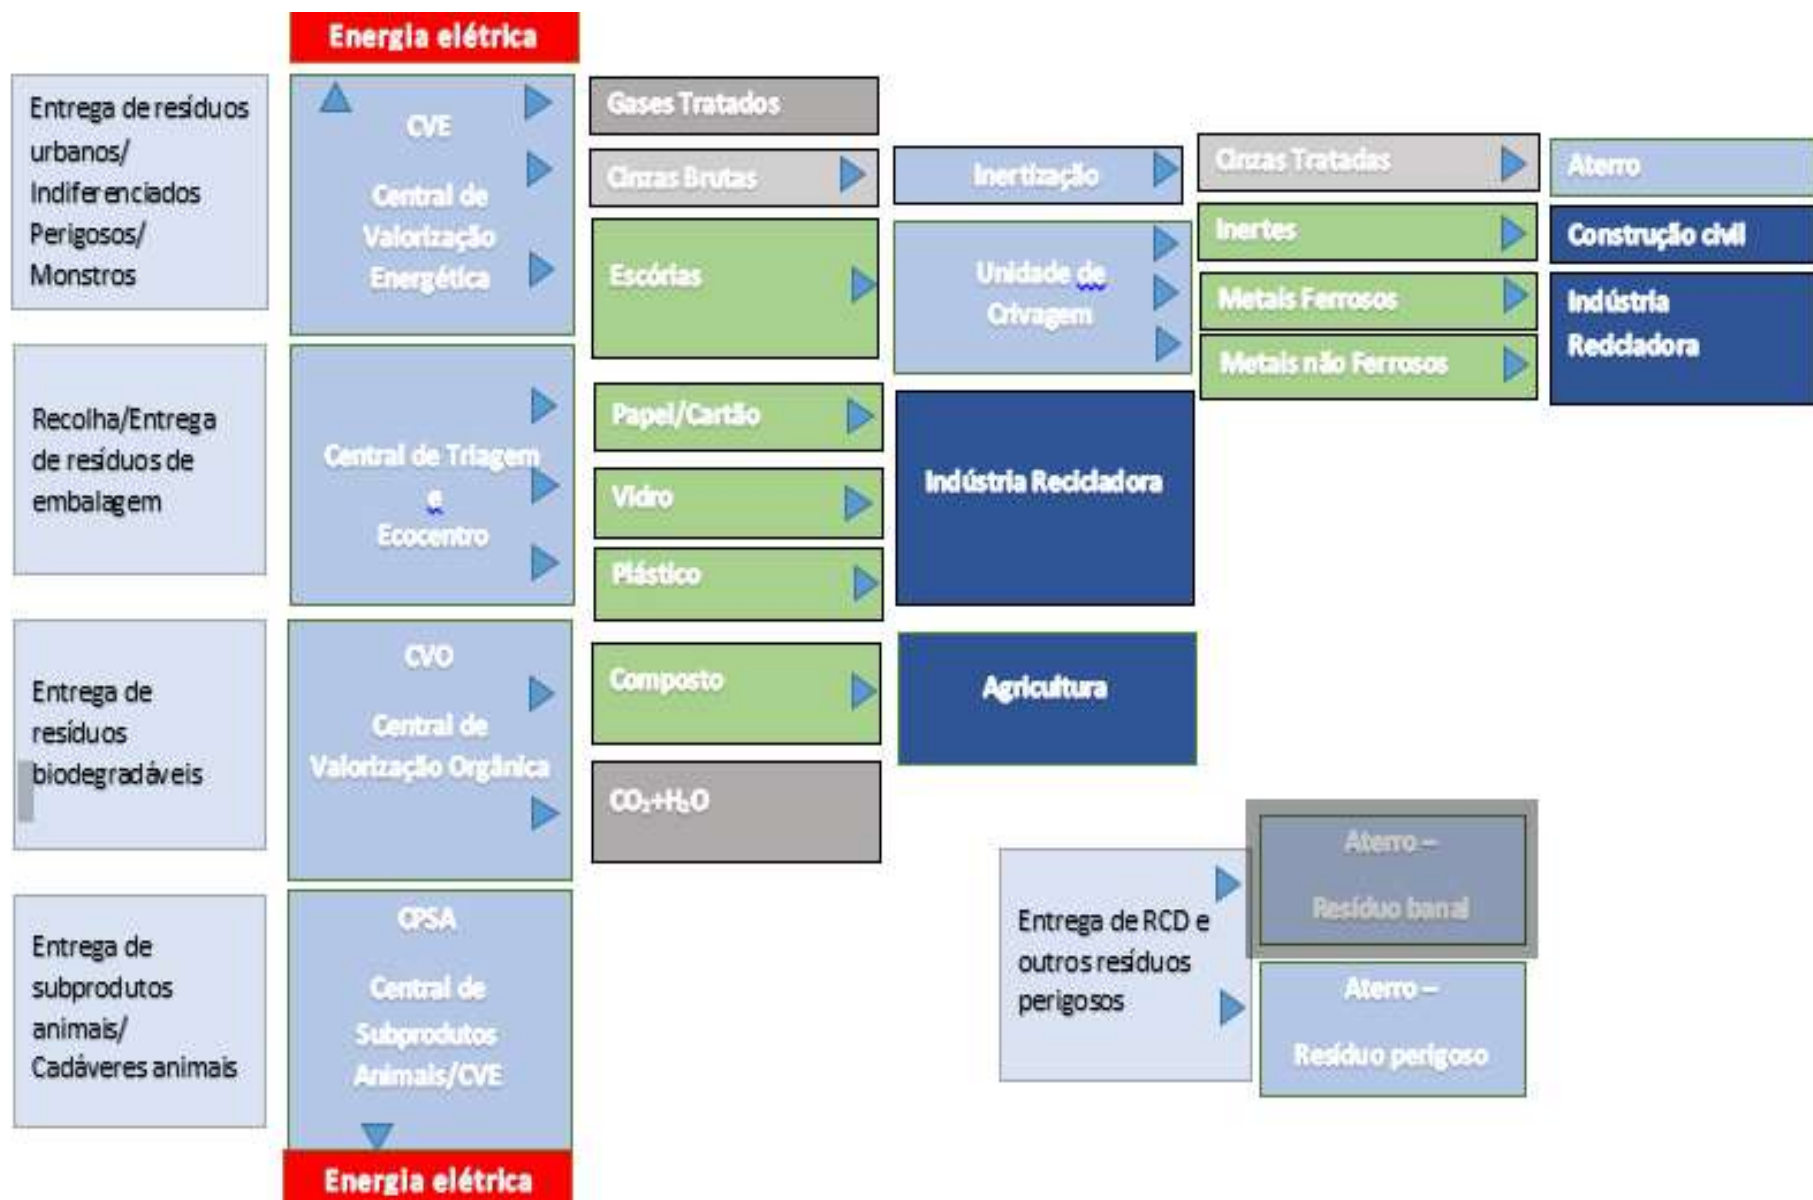 Energia elétrica
Entrega de resíduos
urbanos/
Indiferenciados
Perigosos/
Monstros
CVE
Central de
Valorização
Energética
Gases Tratados
Cinzas Brutas
Escórias
Inertização
Unidade de
Crivagem
Cinzas Tratadas
Inertes
Metais Ferrosos
Metais não Ferrosos
Aterro
Construção civil
Indústria
Recicladora
Recolha/Entrega
de resíduos de
embalagem
Central de Triagem
e
Ecocentro
Papel/Cartão
Vidro
Plástico
Indústria Recicladora
Entrega de
resíduos
biodegradáveis
CVO
Central de
Valorização Orgânica
Composto
CO₂+H₂O
Agricultura
Entrega de
subprodutos
animais/
Cadáveres animais
CPSA
Central de
Subprodutos
Animais/CVE
Energia elétrica
Entrega de RCD e
outros resíduos
perigosos
Aterro –
Resíduo banal
Aterro –
Resíduo perigoso